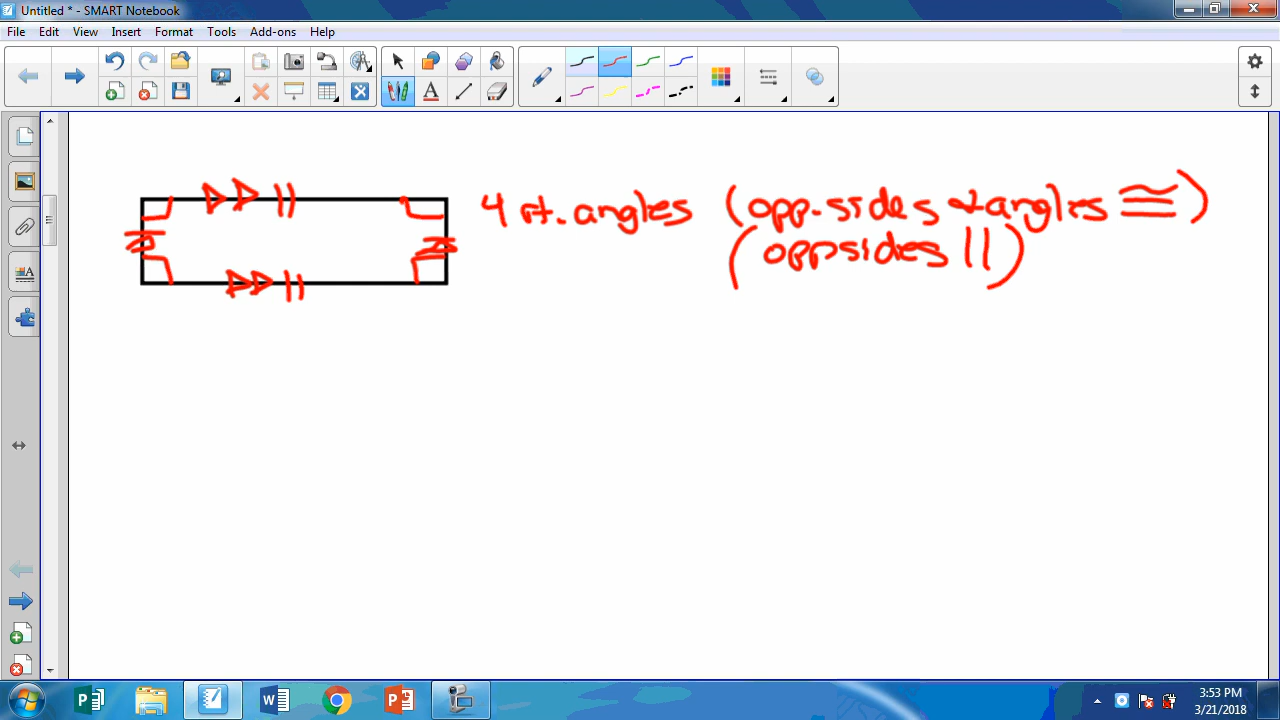 Untitled * - SMART Notebook
File Edit View Insert Format Tools Add-ons Help
4 rt. angles (opp. sides + angles ≅)
(opp sides ||)
3:53 PM
3/21/2018